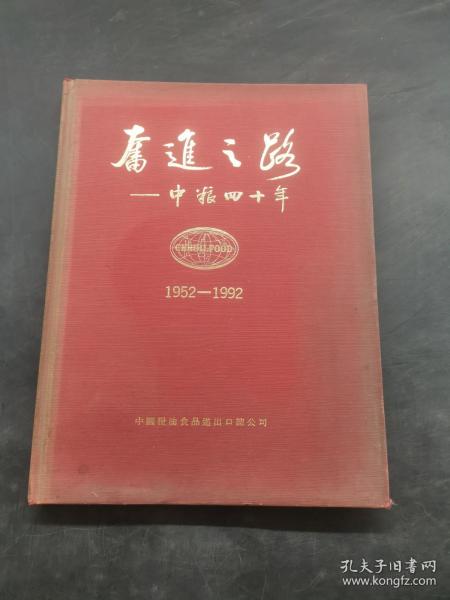 奮進之路
—中粮四十年
CEROILFOOD
1952—1992
中國糧油食品進出口總公司
孔夫子旧书网
www.kongfz.com